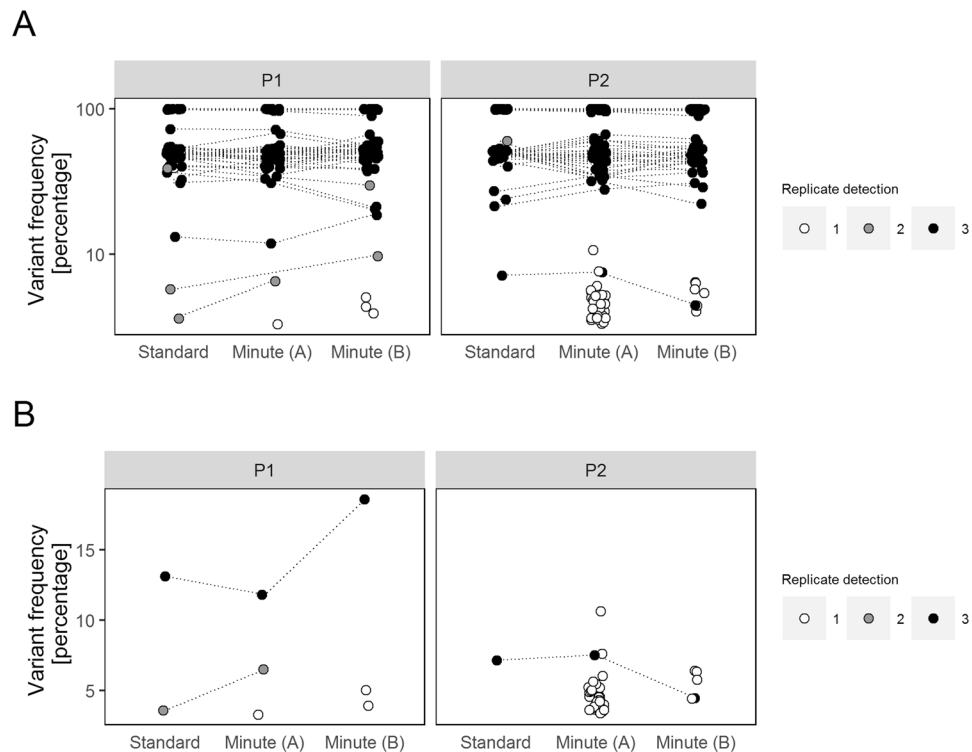 A
P1 P2
Variant frequency
[percentage]
100
10
Standard Minute (A) Minute (B) Standard Minute (A) Minute (B)
Replicate detection
1 2 3
B
P1 P2
Variant frequency
[percentage]
15
10
5
Standard Minute (A) Minute (B) Standard Minute (A) Minute (B)
Replicate detection
1 2 3